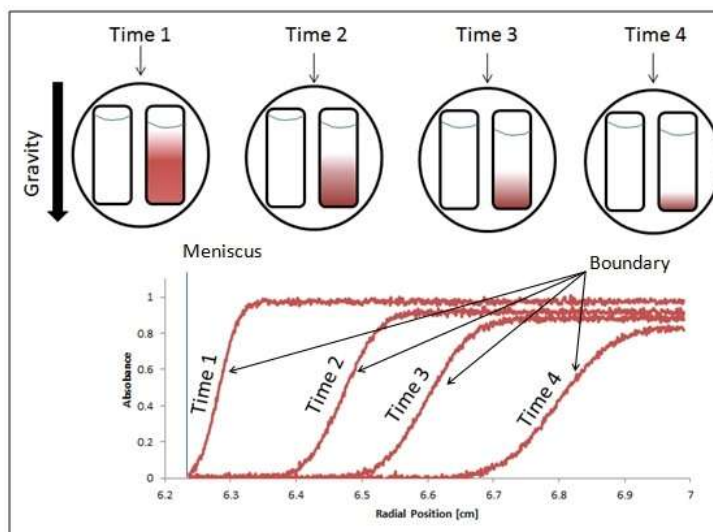 Time 1
Time 2
Time 3
Time 4
Gravity
Meniscus
Boundary
1
0.8
0.6
0.4
0.2
0
Absobance
Time 1
Time 2
Time 3
Time 4
6.2 6.3 6.4 6.5 6.6 6.7 6.8 6.9 7
Radial Position [cm]